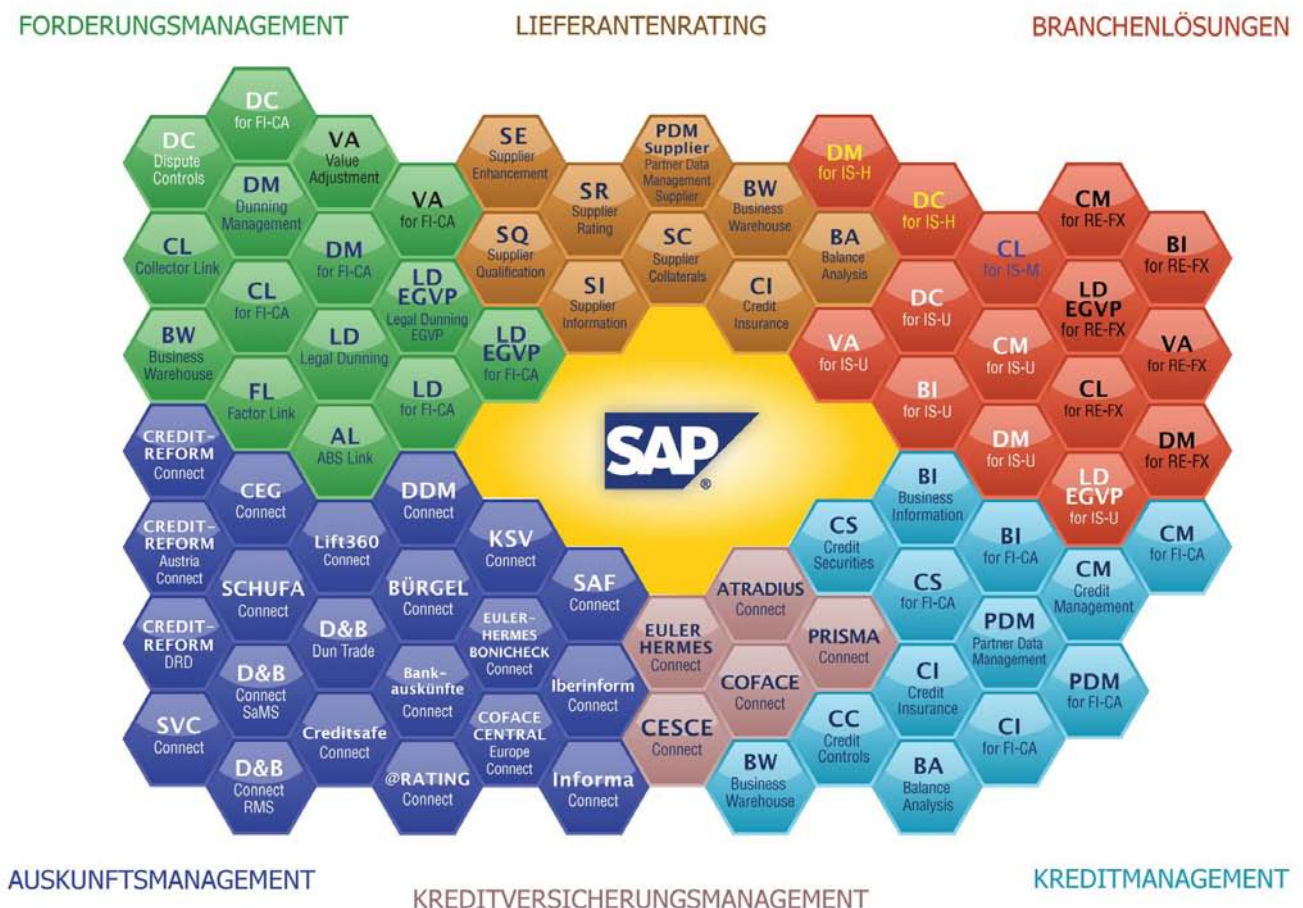 FORDERUNGSMANAGEMENT
LIEFERANTENRATING
BRANCHENLÖSUNGEN
DC
for FI-CA
DC
Dispute
Controls
VA
Value
Adjustment
DM
Dunning
Management
VA
for FI-CA
CL
Collector Link
DM
for FI-CA
CL
for FI-CA
LD
EGVP
Legal Dunning
EGVP
BW
Business
Warehouse
LD
Legal Dunning
LD
EGVP
for FI-CA
FL
Factor Link
LD
for FI-CA
AL
ABS Link
SE
Supplier
Enhancement
PDM
Supplier
Partner Data
Management
Supplier
SR
Supplier
Rating
BW
Business
Warehouse
SQ
Supplier
Qualification
SC
Supplier
Collaterals
BA
Balance
Analysis
SI
Supplier
Information
CI
Credit
Insurance
DM
for IS-H
DC
for IS-H
CM
for RE-FX
CL
for IS-M
BI
for RE-FX
DC
for IS-U
LD
EGVP
for RE-FX
VA
for IS-U
CM
for IS-U
VA
for RE-FX
BI
for IS-U
CL
for RE-FX
DM
for IS-U
DM
for RE-FX
LD
EGVP
for IS-U
SAP
®
CREDIT-
REFORM
Connect
CEG
Connect
DDM
Connect
CREDIT-
REFORM
Austria
Connect
Lift360
Connect
KSV
Connect
SCHUFA
Connect
BÜRGEL
Connect
SAF
Connect
CREDIT-
REFORM
DRD
D&B
Dun Trade
EULER-
HERMES
BONICHECK
Connect
D&B
Connect
SaMS
Bank-
auskünfte
Connect
Iberinform
Connect
SVC
Connect
Creditsafe
Connect
COFACE
CENTRAL
Europe
Connect
D&B
Connect
RMS
@RATING
Connect
Informa
Connect
ATRADIUS
Connect
EULER
HERMES
Connect
PRISMA
Connect
COFACE
Connect
CESCE
Connect
BI
Business
Information
CS
Credit
Securities
BI
for FI-CA
CM
for FI-CA
CS
for FI-CA
CM
Credit
Management
PDM
Partner Data
Management
CI
Credit
Insurance
PDM
for FI-CA
CC
Credit
Controls
CI
for FI-CA
BW
Business
Warehouse
BA
Balance
Analysis
AUSKUNFTSMANAGEMENT
KREDITVERSICHERUNGSMANAGEMENT
KREDITMANAGEMENT